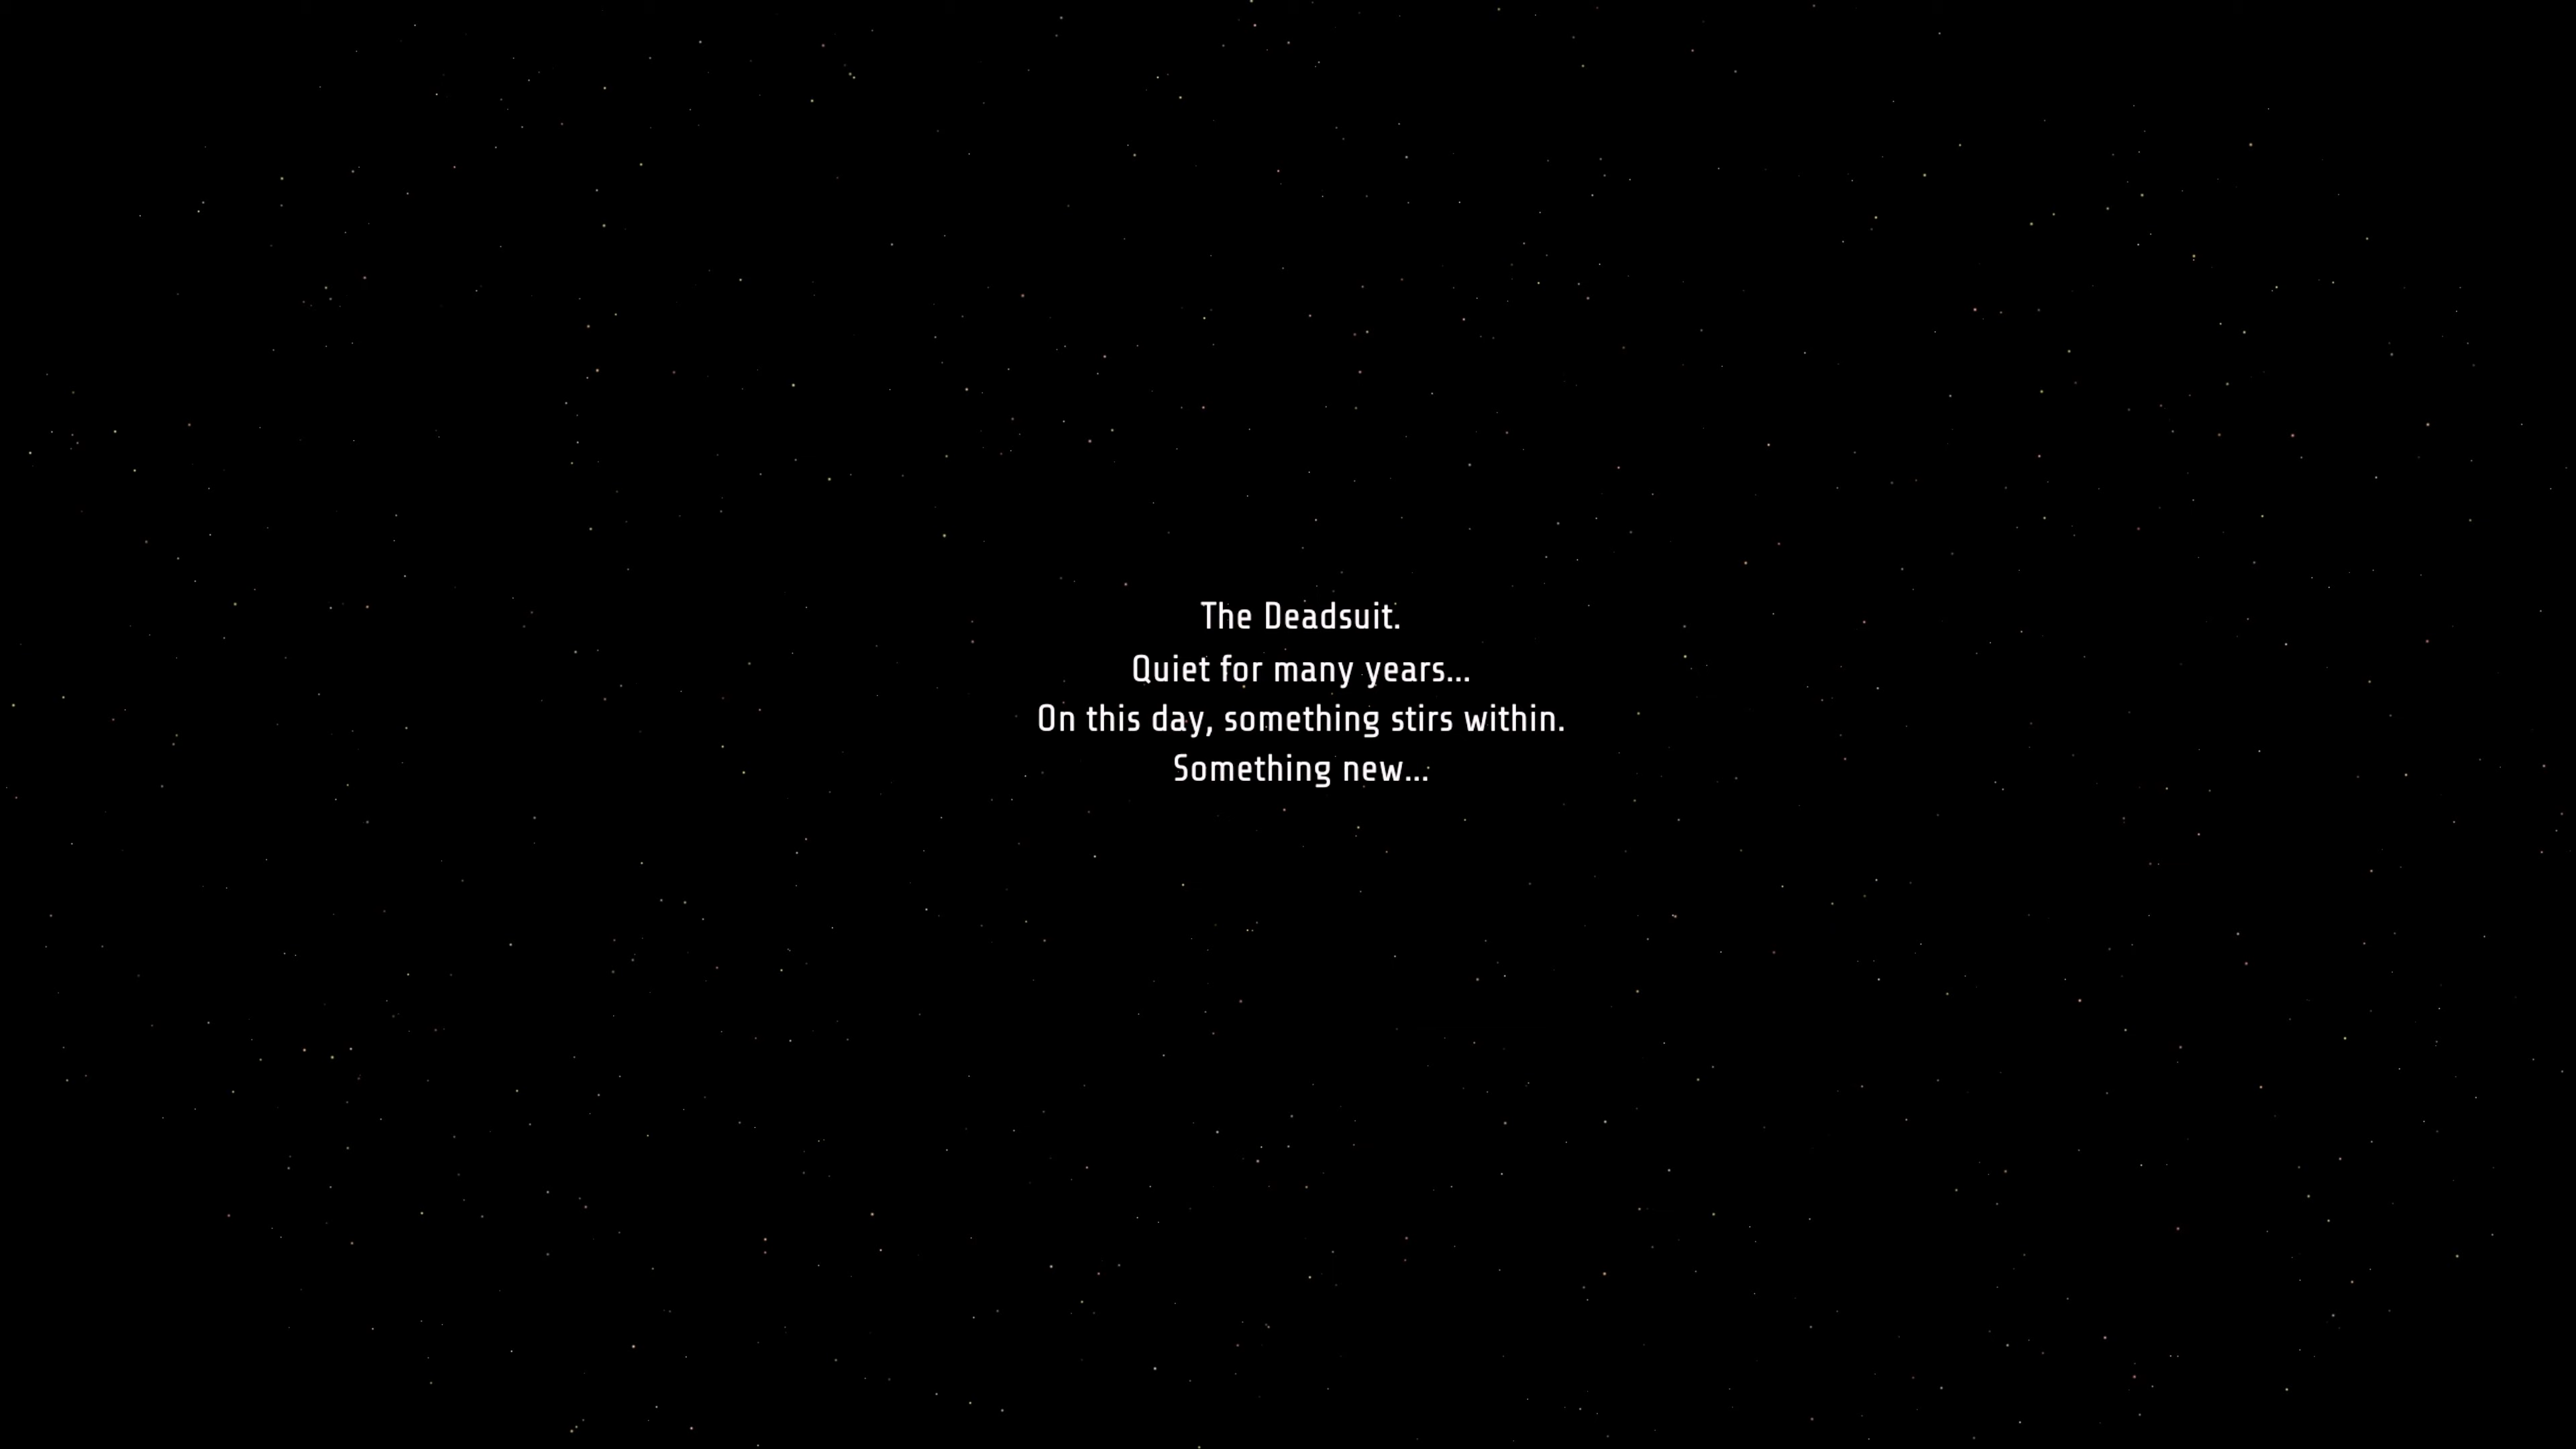 The Deadsuit.
Quiet for many years...
On this day, something stirs within.
Something new...